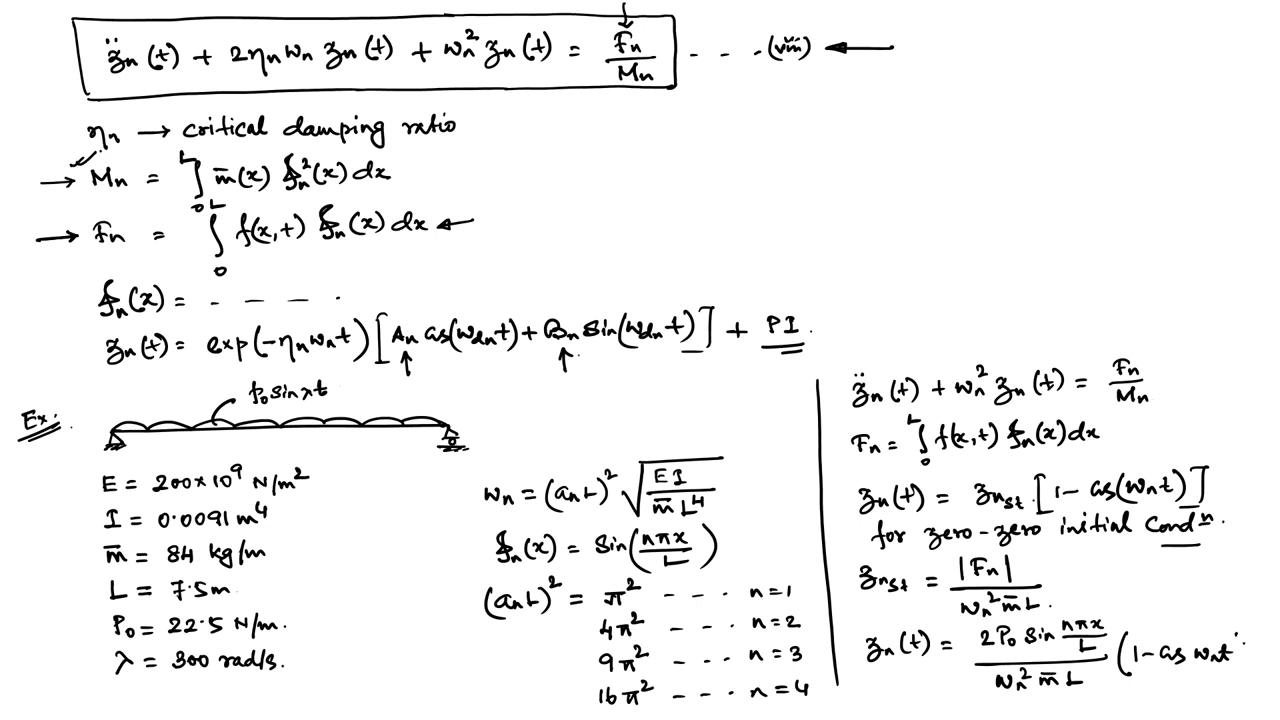 z̈n(t) + 2ηnωn zn(t) + ωn² zn(t) = Fn/Mn - - - (viii) ←
ηn → critical damping ratio
→ Mn = ∫₀ᴸ m̄(x) ϕn²(x) dx
→ Fn = ∫₀ᴸ f(x,t) ϕn(x) dx ←
ϕn(x) = - - - - .
zn(t) = exp(-ηnωnt) [An cos(ωdnt) + Bn sin(ωdnt)] + PI.
Ex.
P₀ sin λt
E = 200×10⁹ N/m²
I = 0.0091 m⁴
m̄ = 84 kg/m
L = 7.5m
P₀ = 22.5 N/m.
λ = 300 rad/s.
ωn = (anL)² √(EI/m̄L⁴)
ϕn(x) = Sin(nπx/L)
(anL)² = π² - - - n=1
4π² - - - n=2
9π² - - - n=3
16π² - - - n=4
z̈n(t) + ωn² zn(t) = Fn/Mn
Fn = ∫₀ᴸ f(x,t) ϕn(x) dx
zn(t) = znst [1 - cos(ωnt)]
for zero-zero initial condⁿ.
znst = |Fn|/ωn² m̄ L.
zn(t) = 2P₀ Sin nπx/L / ωn² m̄ L (1 - cos ωnt